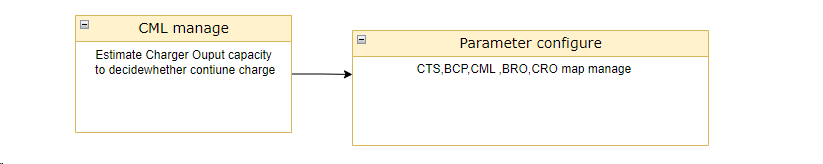 CML manage
Estimate Charger Ouput capacity
to decidewhether contiune charge
Parameter configure
CTS,BCP,CML ,BRO,CRO map manage